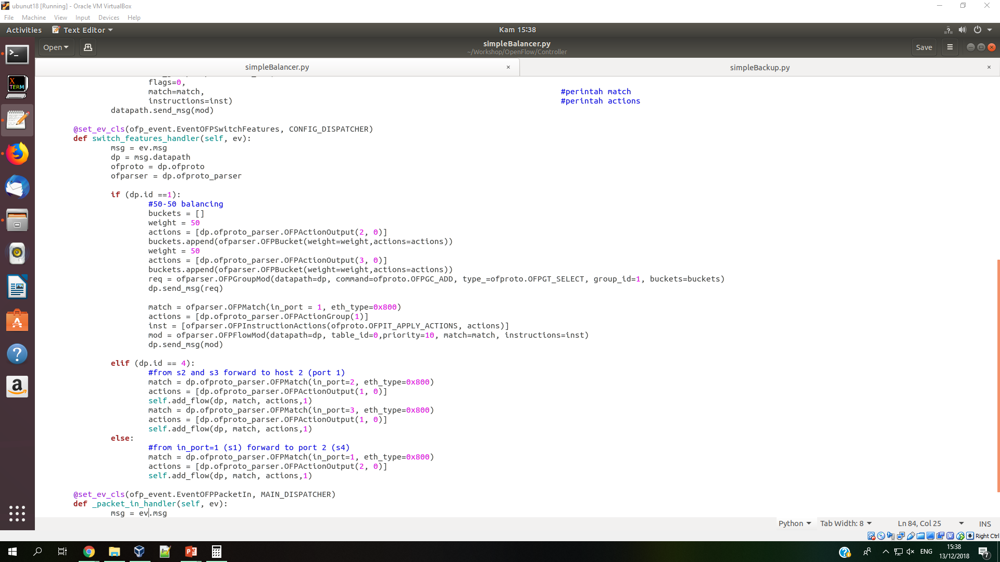 ubunut18 [Running] - Oracle VM VirtualBox
File Machine View Input Devices Help
Activities Text Editor Kam 15:38
Open simpleBalancer.py Save
~/Workshop/OpenFlow/Controller
simpleBalancer.py × simpleBackup.py ×
flags=0,
match=match, #perintah match
instructions=inst) #perintah actions
datapath.send_msg(mod)
@set_ev_cls(ofp_event.EventOFPSwitchFeatures, CONFIG_DISPATCHER)
def switch_features_handler(self, ev):
msg = ev.msg
dp = msg.datapath
ofproto = dp.ofproto
ofparser = dp.ofproto_parser
if (dp.id ==1):
#50-50 balancing
buckets = []
weight = 50
actions = [dp.ofproto_parser.OFPActionOutput(2, 0)]
buckets.append(ofparser.OFPBucket(weight=weight,actions=actions))
weight = 50
actions = [dp.ofproto_parser.OFPActionOutput(3, 0)]
buckets.append(ofparser.OFPBucket(weight=weight,actions=actions))
req = ofparser.OFPGroupMod(datapath=dp, command=ofproto.OFPGC_ADD, type_=ofproto.OFPGT_SELECT, group_id=1, buckets=buckets)
dp.send_msg(req)
match = ofparser.OFPMatch(in_port = 1, eth_type=0x800)
actions = [dp.ofproto_parser.OFPActionGroup(1)]
inst = [ofparser.OFPInstructionActions(ofproto.OFPIT_APPLY_ACTIONS, actions)]
mod = ofparser.OFPFlowMod(datapath=dp, table_id=0,priority=10, match=match, instructions=inst)
dp.send_msg(mod)
elif (dp.id == 4):
#from s2 and s3 forward to host 2 (port 1)
match = dp.ofproto_parser.OFPMatch(in_port=2, eth_type=0x800)
actions = [dp.ofproto_parser.OFPActionOutput(1, 0)]
self.add_flow(dp, match, actions,1)
match = dp.ofproto_parser.OFPMatch(in_port=3, eth_type=0x800)
actions = [dp.ofproto_parser.OFPActionOutput(1, 0)]
self.add_flow(dp, match, actions,1)
else:
#from in_port=1 (s1) forward to port 2 (s4)
match = dp.ofproto_parser.OFPMatch(in_port=1, eth_type=0x800)
actions = [dp.ofproto_parser.OFPActionOutput(2, 0)]
self.add_flow(dp, match, actions,1)
@set_ev_cls(ofp_event.EventOFPPacketIn, MAIN_DISPATCHER)
def _packet_in_handler(self, ev):
msg = ev.msg
Python Tab Width: 8 Ln 84, Col 25 INS
Right Ctrl
ENG 15:38
13/12/2018 7
X
TERM